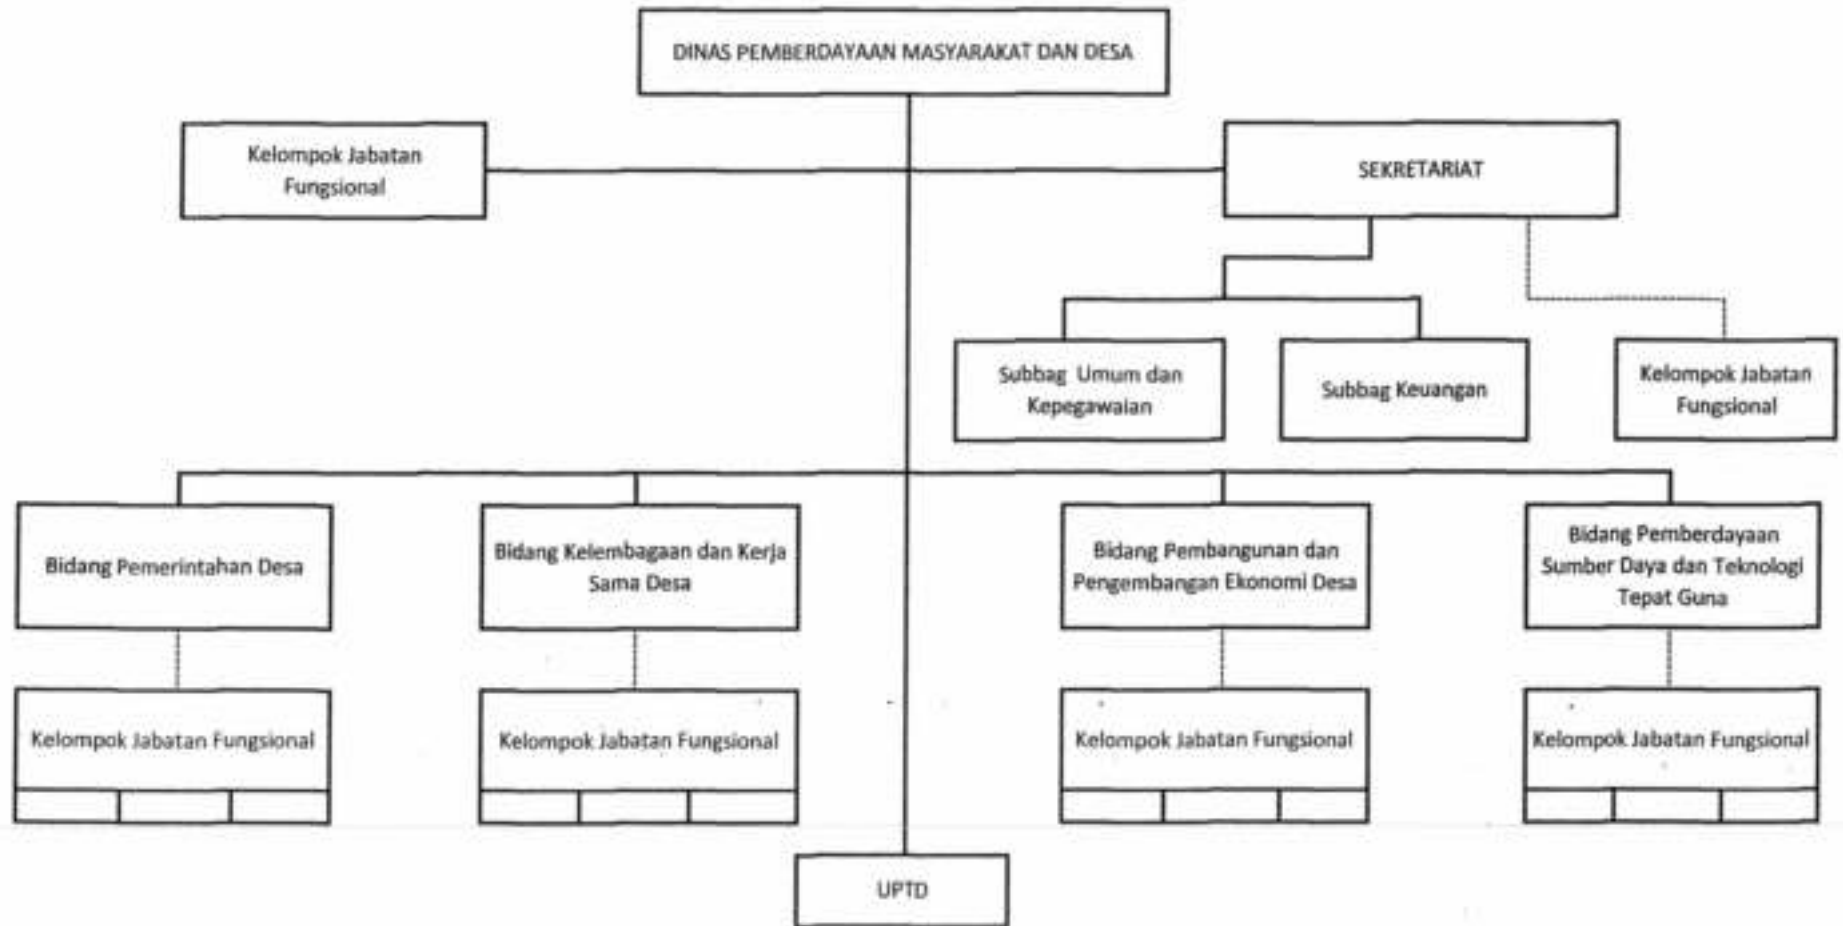 DINAS PEMBERDAYAAN MASYARAKAT DAN DESA
Kelompok Jabatan
Fungsional
SEKRETARIAT
Subbag Umum dan
Kepegawaian
Subbag Keuangan
Kelompok Jabatan
Fungsional
Bidang Pemerintahan Desa
Bidang Kelembagaan dan Kerja
Sama Desa
Bidang Pembangunan dan
Pengembangan Ekonomi Desa
Bidang Pemberdayaan
Sumber Daya dan Teknologi
Tepat Guna
Kelompok Jabatan Fungsional
Kelompok Jabatan Fungsional
Kelompok Jabatan Fungsional
Kelompok Jabatan Fungsional
UPTD